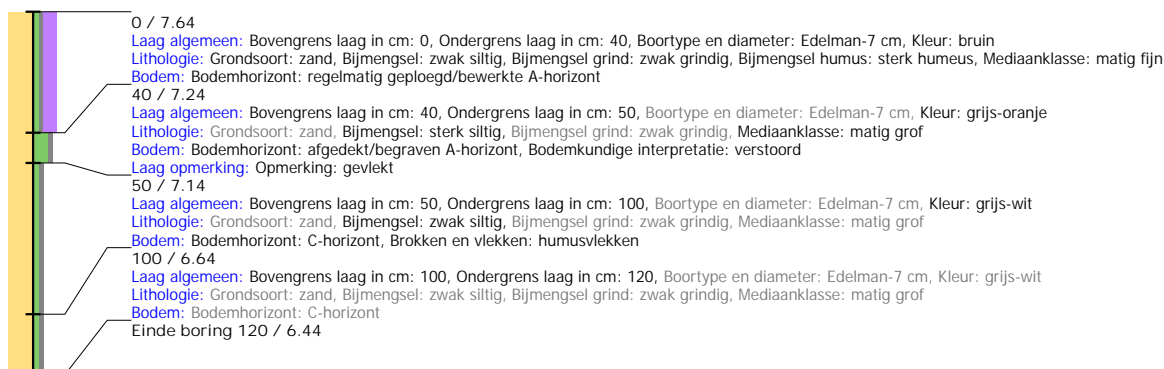 0 / 7.64
Laag algemeen: Bovengrens laag in cm: 0, Ondergrens laag in cm: 40, Boortype en diameter: Edelman-7 cm, Kleur: bruin
Lithologie: Grondsoort: zand, Bijmengsel: zwak siltig, Bijmengsel grind: zwak grindig, Bijmengsel humus: sterk humeus, Mediaanklasse: matig fijn
Bodem: Bodemhorizont: regelmatig geploegd/bewerkte A-horizont
40 / 7.24
Laag algemeen: Bovengrens laag in cm: 40, Ondergrens laag in cm: 50, Boortype en diameter: Edelman-7 cm, Kleur: grijs-oranje
Lithologie: Grondsoort: zand, Bijmengsel: sterk siltig, Bijmengsel grind: zwak grindig, Mediaanklasse: matig grof
Bodem: Bodemhorizont: afgedekt/begraven A-horizont, Bodemkundige interpretatie: verstoord
Laag opmerking: Opmerking: gevlekt
50 / 7.14
Laag algemeen: Bovengrens laag in cm: 50, Ondergrens laag in cm: 100, Boortype en diameter: Edelman-7 cm, Kleur: grijs-wit
Lithologie: Grondsoort: zand, Bijmengsel: zwak siltig, Bijmengsel grind: zwak grindig, Mediaanklasse: matig grof
Bodem: Bodemhorizont: C-horizont, Brokken en vlekken: humusvlekken
100 / 6.64
Laag algemeen: Bovengrens laag in cm: 100, Ondergrens laag in cm: 120, Boortype en diameter: Edelman-7 cm, Kleur: grijs-wit
Lithologie: Grondsoort: zand, Bijmengsel: zwak siltig, Bijmengsel grind: zwak grindig, Mediaanklasse: matig grof
Bodem: Bodemhorizont: C-horizont
Einde boring 120 / 6.44